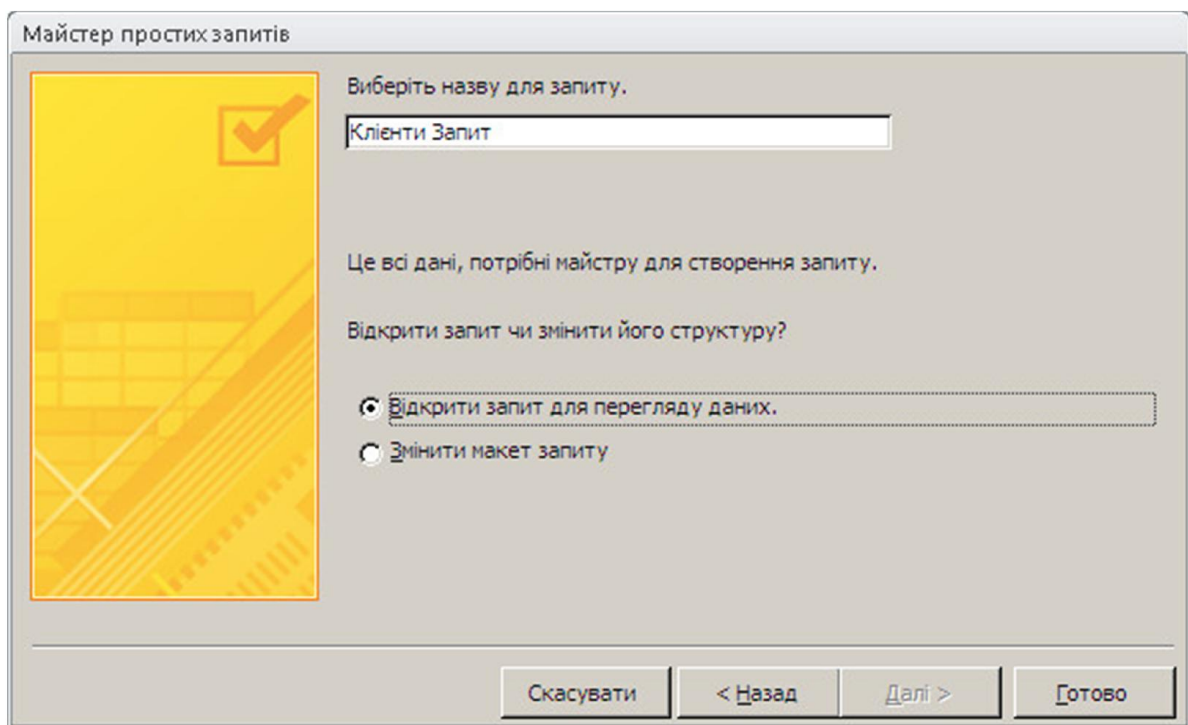 Майстер простих запитів
Виберіть назву для запиту.
Клієнти Запит
Це всі дані, потрібні майстру для створення запиту.
Відкрити запит чи змінити його структуру?
Відкрити запит для перегляду даних.
Змінити макет запиту
Скасувати < Назад Далі > Готово